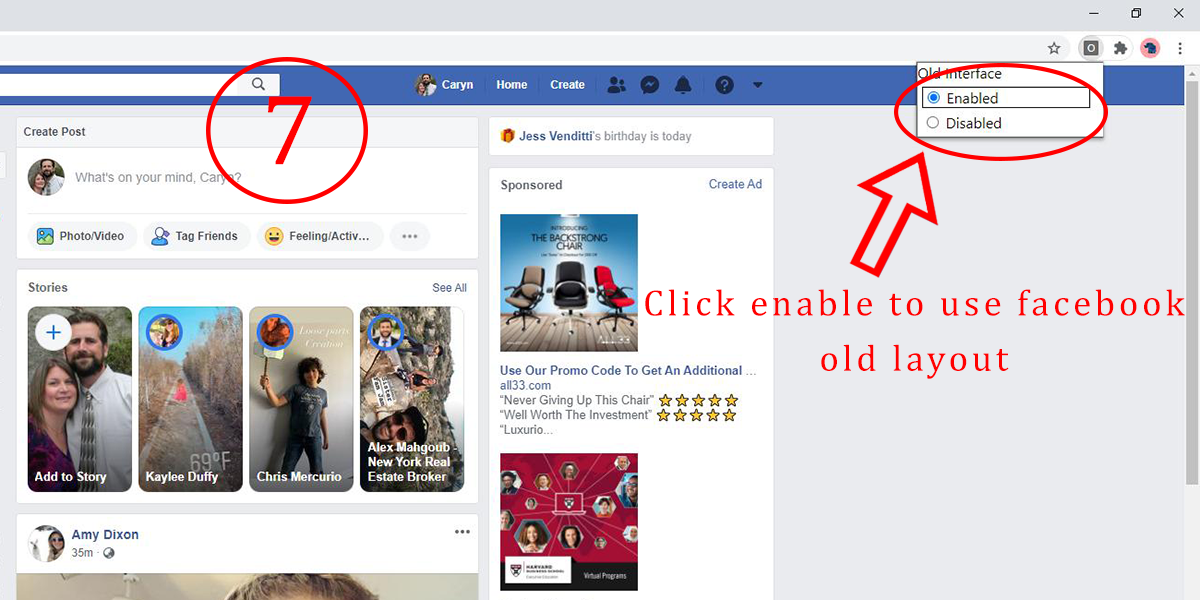 O
Old Interface
Enabled
Disabled
Caryn Home Create ?
7
Create Post
What's on your mind, Caryn?
Photo/Video Tag Friends Feeling/Activ...
Stories See All
Add to Story
Kaylee Duffy
69°F
Loose parts
Creation
Chris Mercurio
Alex Mahgoub -
New York Real
Estate Broker
Amy Dixon
35m ·
Jess Venditti's birthday is today
Sponsored Create Ad
INTRODUCING
THE BACKSTRONG
CHAIR
Use Our Promo Code To Get An Additional ...
all33.com
“Never Giving Up This Chair” ⭐⭐⭐⭐⭐
“Well Worth The Investment” ⭐⭐⭐⭐⭐
“Luxurio...
HARVARD
BUSINESS SCHOOL
Executive Education
Virtual Programs
Click enable to use facebook
old layout